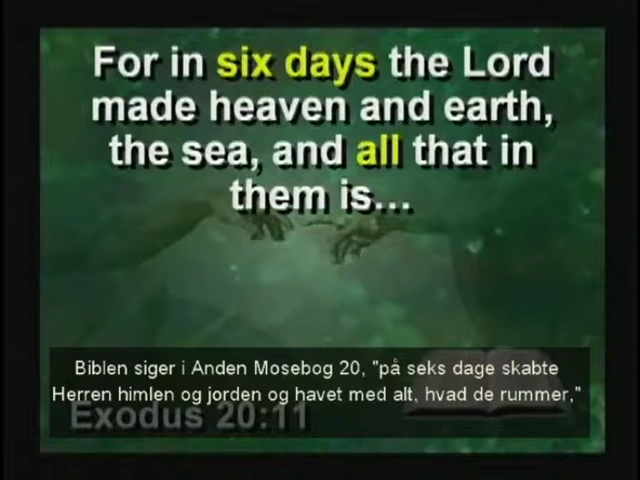 For in six days the Lord
made heaven and earth,
the sea, and all that in
them is...
Biblen siger i Anden Mosebog 20, "på seks dage skabte
Herren himlen og jorden og havet med alt, hvad de rummer,"
Exodus 20:11